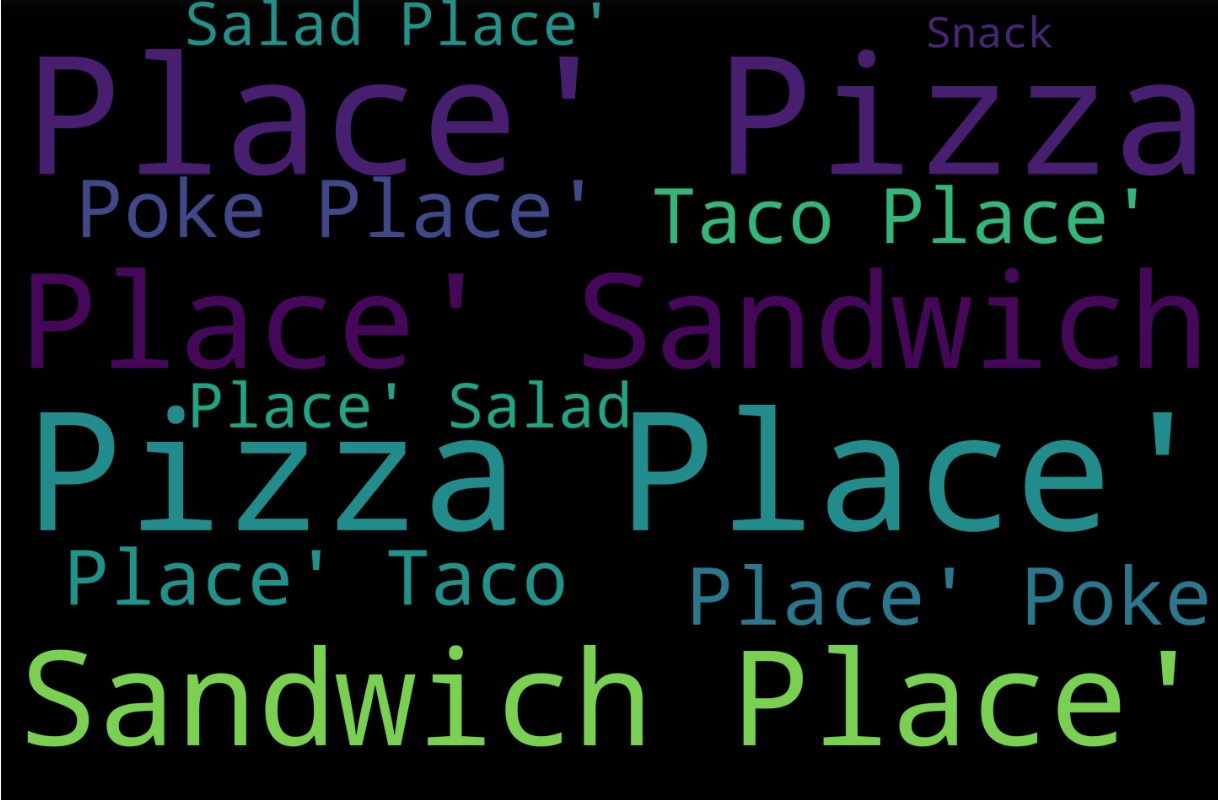 Salad Place'
Snack
Place' Pizza
Poke Place'
Taco Place'
Place' Sandwich
Place' Salad
Pizza Place'
Place' Taco
Place' Poke
Sandwich Place'